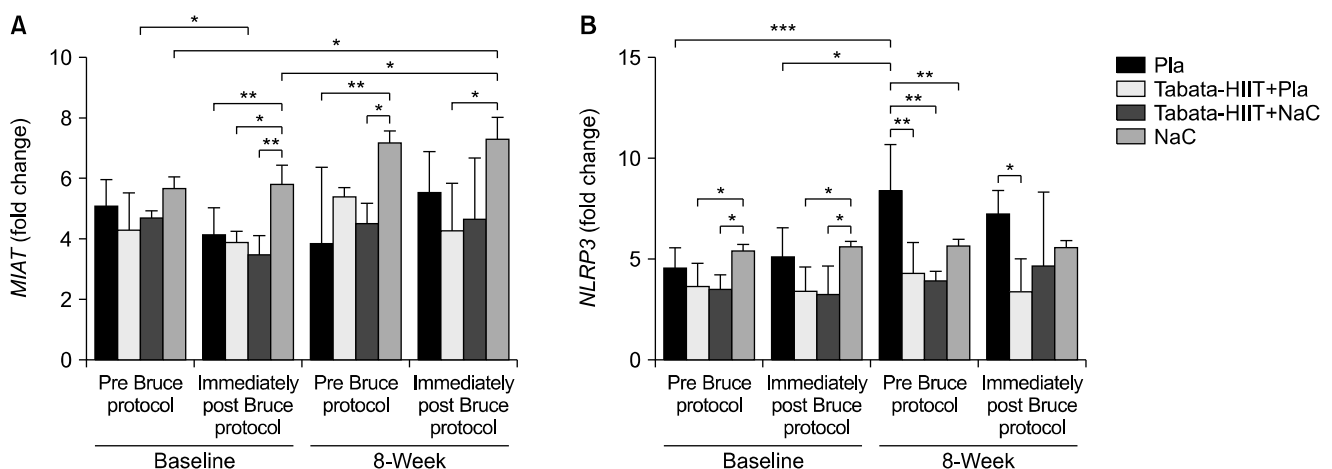 A
*
*
*
**
*
**
**
*
*
10
8
6
4
2
0
MIAT (fold change)
Pre Bruce protocol
Immediately post Bruce protocol
Pre Bruce protocol
Immediately post Bruce protocol
Baseline
8-Week
B
***
*
**
**
**
*
*
*
*
*
15
10
5
0
NLRP3 (fold change)
Pre Bruce protocol
Immediately post Bruce protocol
Pre Bruce protocol
Immediately post Bruce protocol
Baseline
8-Week
Pla
Tabata-HIIT+Pla
Tabata-HIIT+NaC
NaC